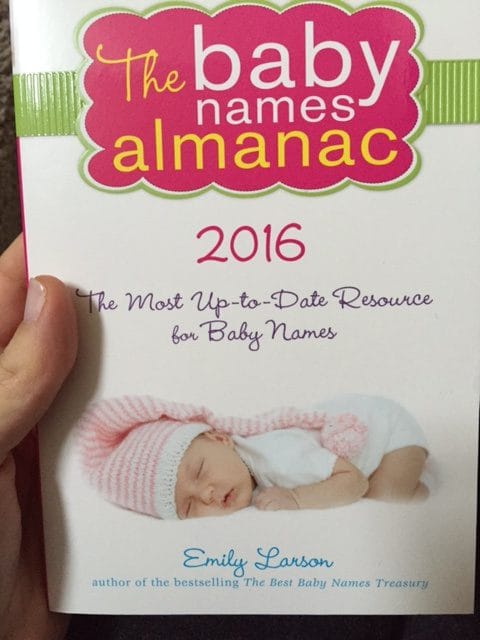 The baby
names
almanac
2016
The Most Up-to-Date Resource
for Baby Names
Emily Larson
author of the bestselling The Best Baby Names Treasury